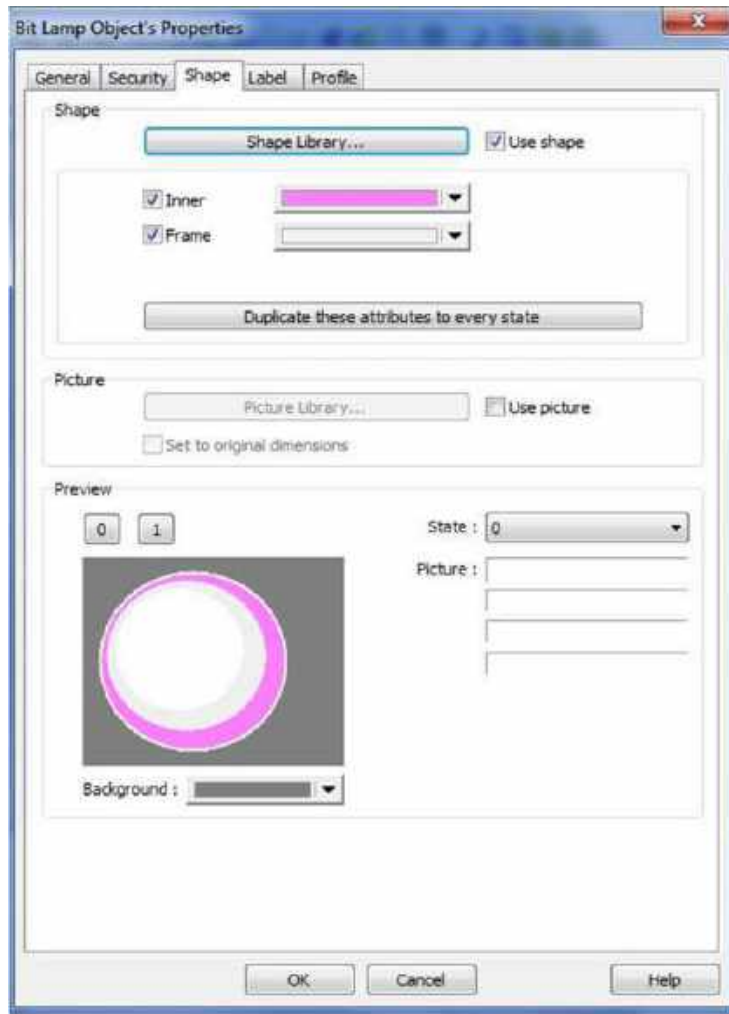 Bit Lamp Object's Properties
General Security Shape Label Profile
Shape
Shape Library... Use shape
Inner
Frame
Duplicate these attributes to every state
Picture
Picture Library... Use picture
Set to original dimensions
Preview
0 1 State : 0
Picture :
Background :
OK Cancel Help